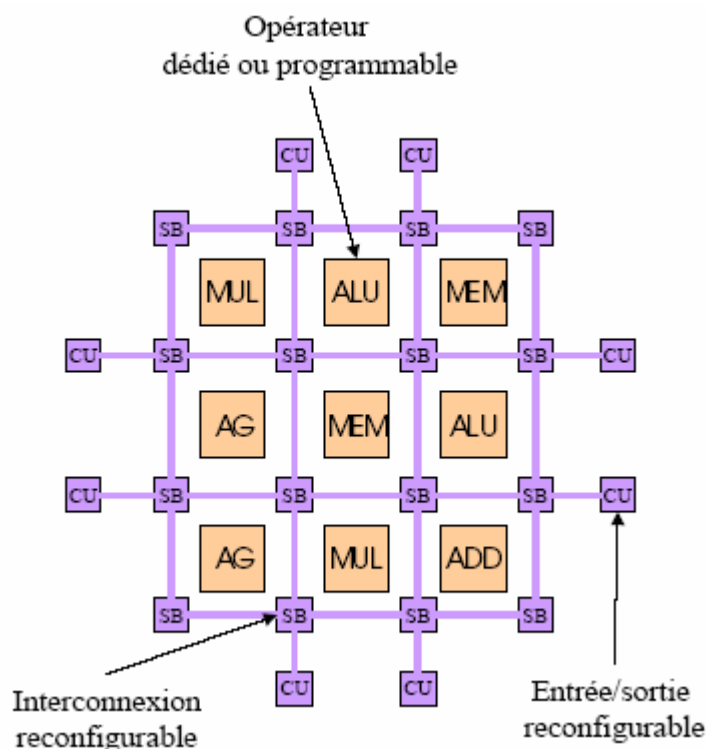 Opérateur
dédié ou programmable
CU CU
SB SB SB SB
MUL ALU MEM
CU SB SB SB SB CU
AG MEM ALU
CU SB SB SB SB CU
AG MUL ADD
SB SB SB SB
CU CU
Interconnexion
reconfigurable
Entrée/sortie
reconfigurable